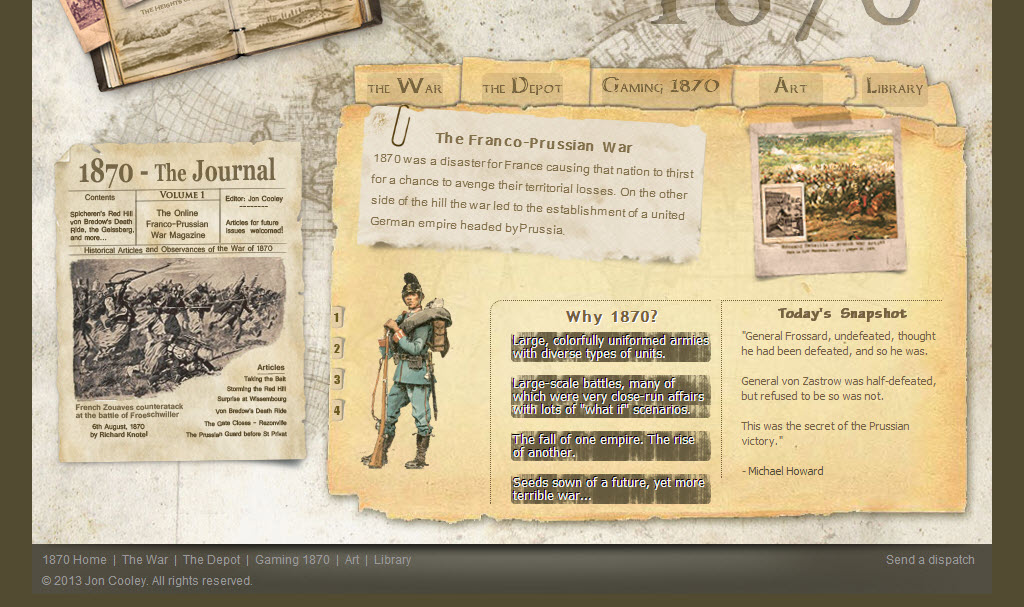 1870
THE WAR
THE DEPOT
GAMING 1870
ART
LIBRARY
The Franco-Prussian War
1870 was a disaster for France causing that nation to thirst
for a chance to avenge their territorial losses. On the other
side of the hill the war led to the establishment of a united
German empire headed by Prussia.
1870 - The Journal
Contents
Spicheren's Red Hill
von Bredow's Death
Ride, the Geissberg,
and more...
VOLUME 1
The Online
Franco-Prussian
War Magazine
Editor: Jon Cooley
--------
Articles for future
issues welcomed!
Historical Articles and Observances of the War of 1870
Articles
Taking the Bait
Storming the Red Hill
Surprise at Wissembourg
von Bredow's Death Ride
The Gate Closes - Rezonville
The Prussian Guard before St Privat
French Zouaves counterattack
at the battle of Froeschwiller
6th August, 1870
by Richard Knotel
1
2
3
4
Why 1870?
Large, colorfully uniformed armies
with diverse types of units.
Large-scale battles, many of
which were very close-run affairs
with lots of "what if" scenarios.
The fall of one empire. The rise
of another.
Seeds sown of a future, yet more
terrible war...
Today's Snapshot
"General Frossard, undefeated, thought
he had been defeated, and so he was.
General von Zastrow was half-defeated,
but refused to be so was not.
This was the secret of the Prussian
victory."
- Michael Howard
1870 Home | The War | The Depot | Gaming 1870 | Art | Library
Send a dispatch
© 2013 Jon Cooley. All rights reserved.